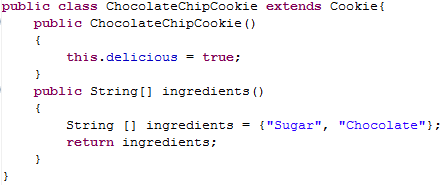 public class ChocolateChipCookie extends Cookie{
public ChocolateChipCookie()
{
this.delicious = true;
}
public String[] ingredients()
{
String [] ingredients = {"Sugar", "Chocolate"};
return ingredients;
}
}